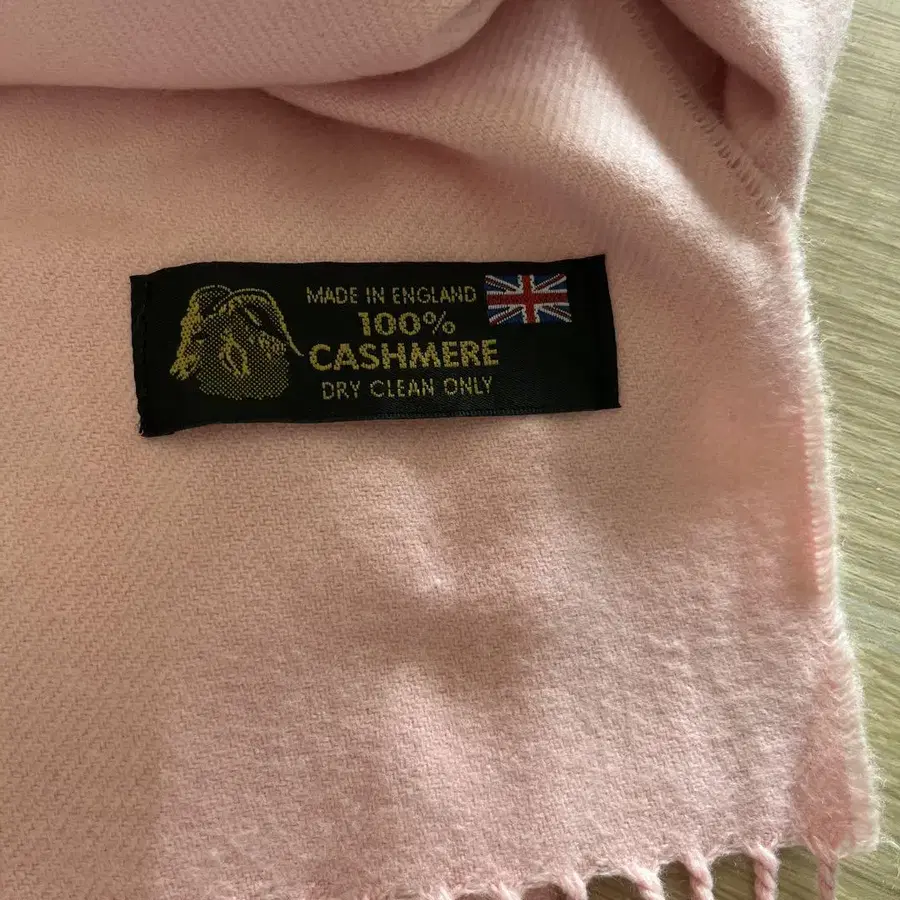 MADE IN ENGLAND
100%
CASHMERE
DRY CLEAN ONLY